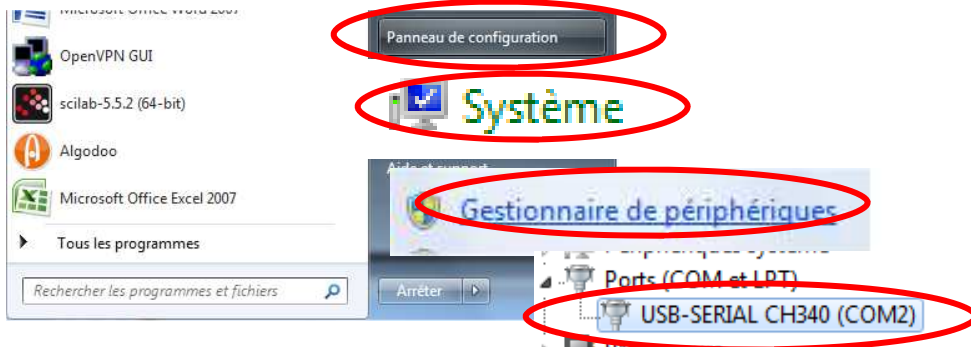 Microsoft Office Word 2007
OpenVPN GUI
scilab-5.5.2 (64-bit)
Algodoo
Microsoft Office Excel 2007
Tous les programmes
Rechercher les programmes et fichiers
Panneau de configuration
Système
Aide et support
Gestionnaire de périphériques
Arrêter
Périphériques système
Ports (COM et LPT)
USB-SERIAL CH340 (COM2)